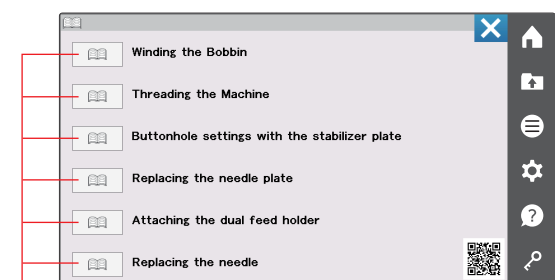 Winding the Bobbin
Threading the Machine
Buttonhole settings with the stabilizer plate
Replacing the needle plate
Attaching the dual feed holder
Replacing the needle